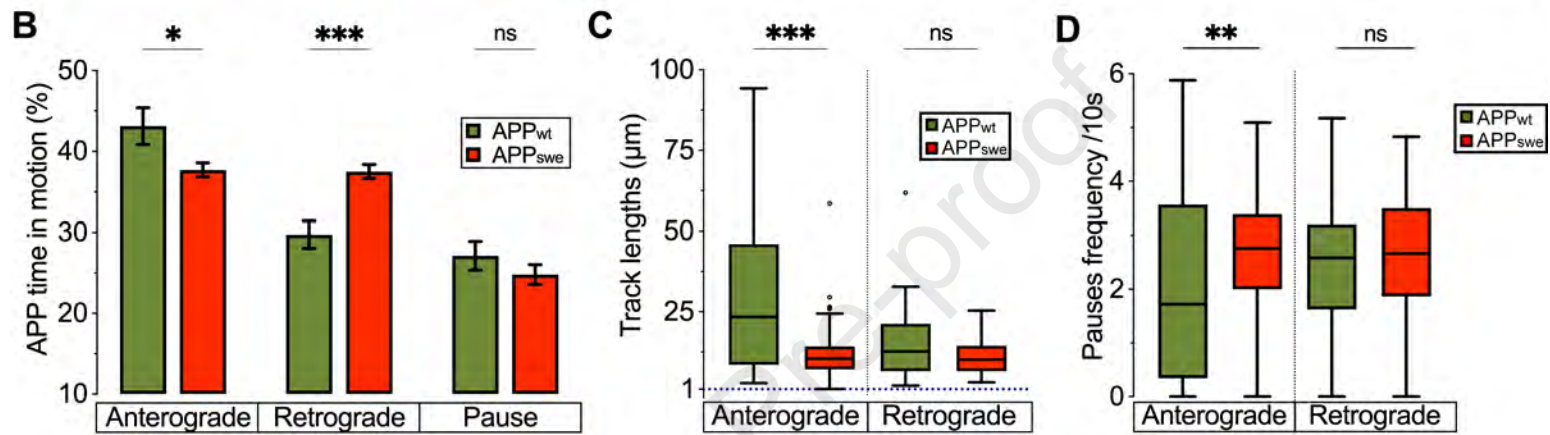 B
* *** ns
APP time in motion (%)
50
40
30
20
10
APPwt
APPswe
Anterograde Retrograde Pause
C
*** ns
Track lengths (μm)
100
75
50
25
1
APPwt
APPswe
Anterograde Retrograde
D
** ns
Pauses frequency /10s
6
4
2
0
APPwt
APPswe
Anterograde Retrograde
Pre-proof